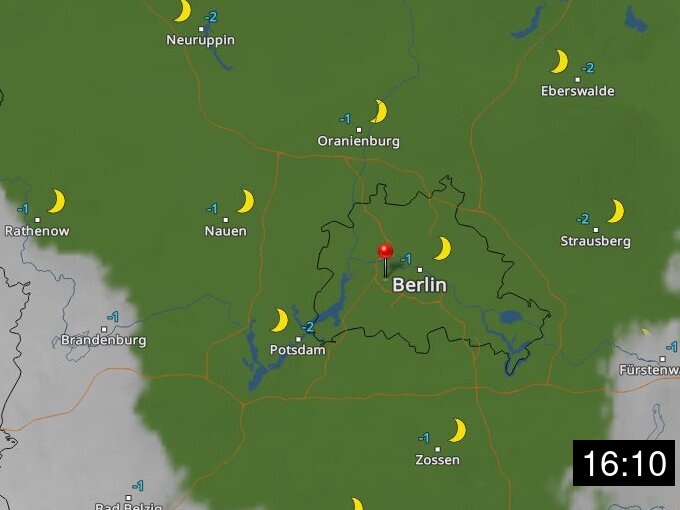 -2
Neuruppin
-2
Eberswalde
-1
Oranienburg
-1
Rathenow
-1
Nauen
-2
Strausberg
-1
Berlin
-1
Brandenburg
-2
Potsdam
-1
Fürstenwa
-1
Zossen
16:10
-1
Bad Belzig